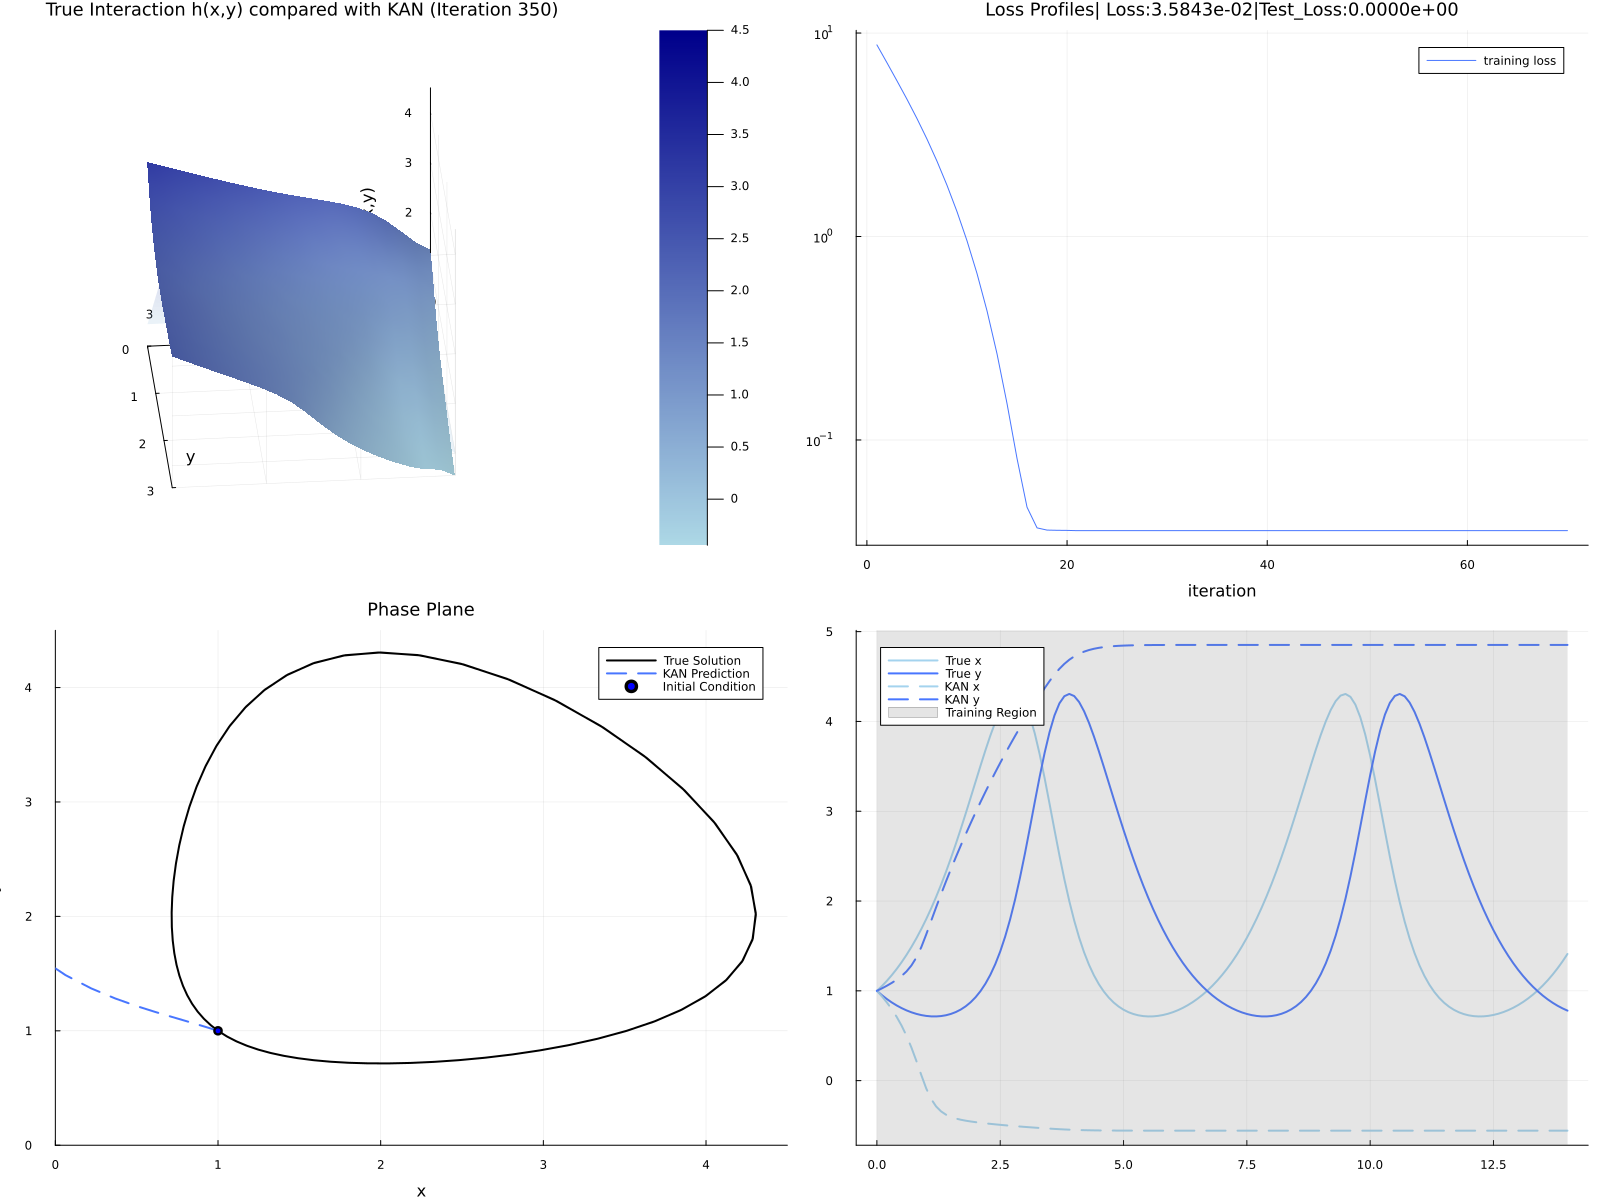 True Interaction h(x,y) compared with KAN (Iteration 350)
4
3
2
x,y)
3
0
1
2
3
y
4.5
4.0
3.5
3.0
2.5
2.0
1.5
1.0
0.5
0
Loss Profiles| Loss:3.5843e-02|Test_Loss:0.0000e+00
training loss
10^1
10^0
10^-1
0 20 40 60
iteration
Phase Plane
True Solution
KAN Prediction
Initial Condition
4
3
2
1
0
0 1 2 3 4
x
True x
True y
KAN x
KAN y
Training Region
5
4
3
2
1
0
0.0 2.5 5.0 7.5 10.0 12.5